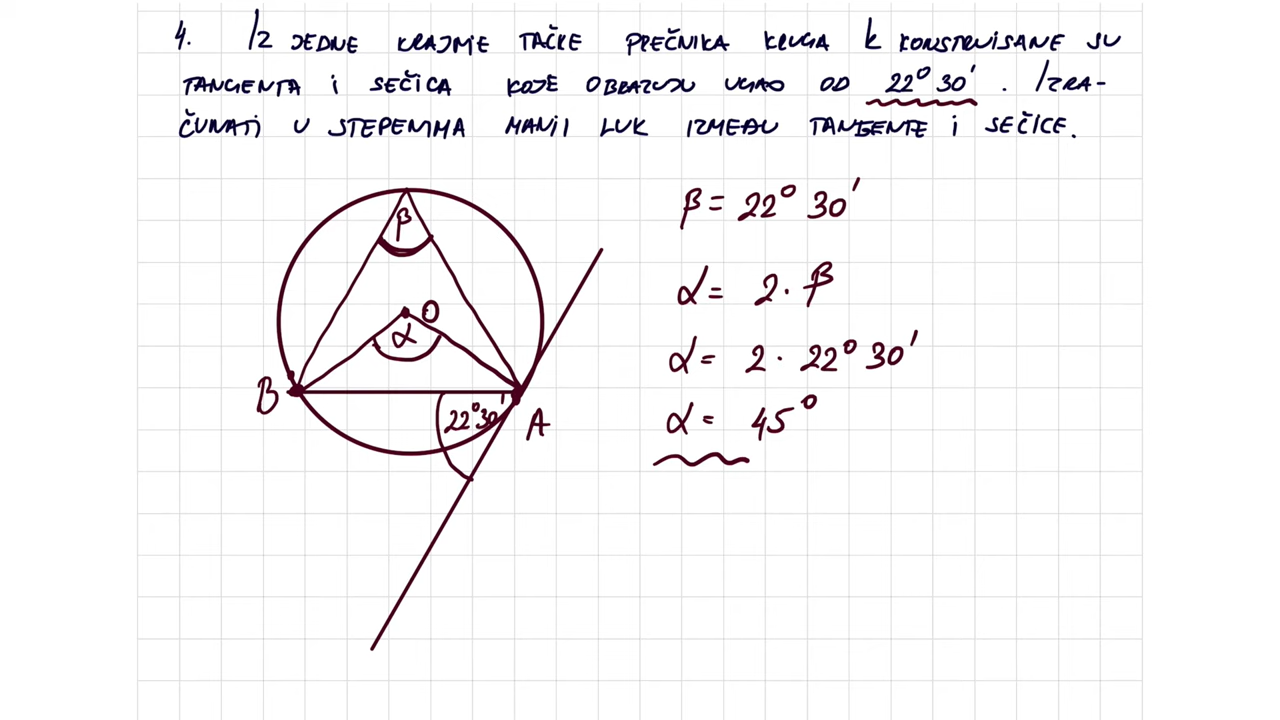 4. IZ JEDNE KRAJNJE TAČKE PREČNIKA KRUGA k KONSTRUISANE SU
TANGENTA i SEČICA KOJE OBRAZUJU UGAO OD 22° 30'. IZRA-
ČUNATI U STEPENIMA MANJI LUK IZMEĐU TANGENTE i SEČICE.
β = 22° 30'
α = 2 · β
α = 2 · 22° 30'
α = 45°
β
O
α
B
22°30'
A